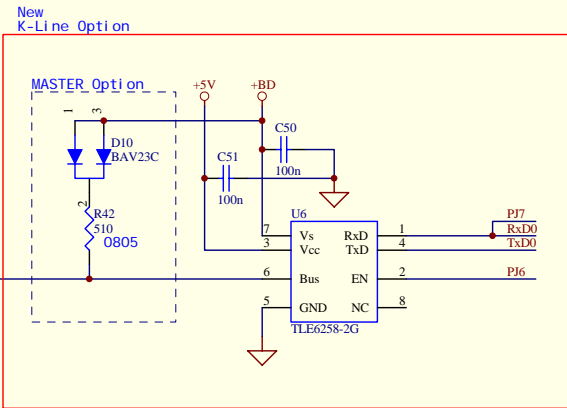 New
K-Line Option
MASTER Option
+5V
+BD
1
3
D10
BAV23C
C50
100n
C51
100n
2
R42
510
0805
U6
7
Vs
RxD
1
PJ7
RxD0
3
Vcc
TxD
4
TxD0
6
Bus
EN
2
PJ6
5
GND
NC
8
TLE6258-2G